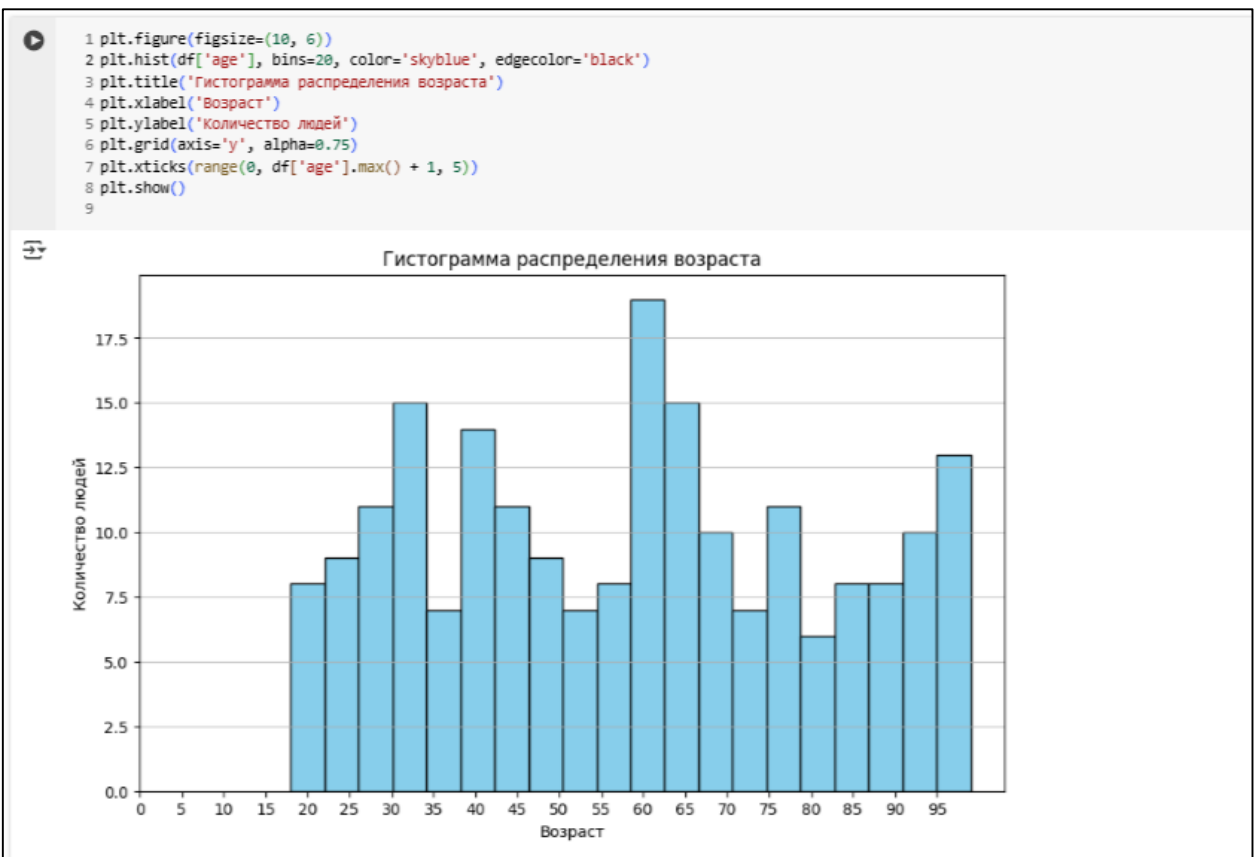 1 plt.figure(figsize=(10, 6))
2 plt.hist(df['age'], bins=20, color='skyblue', edgecolor='black')
3 plt.title('Гистограмма распределения возраста')
4 plt.xlabel('Возраст')
5 plt.ylabel('Количество людей')
6 plt.grid(axis='y', alpha=0.75)
7 plt.xticks(range(0, df['age'].max() + 1, 5))
8 plt.show()
9
Гистограмма распределения возраста
17.5
15.0
12.5
10.0
7.5
5.0
2.5
0.0
Количество людей
0 5 10 15 20 25 30 35 40 45 50 55 60 65 70 75 80 85 90 95
Возраст